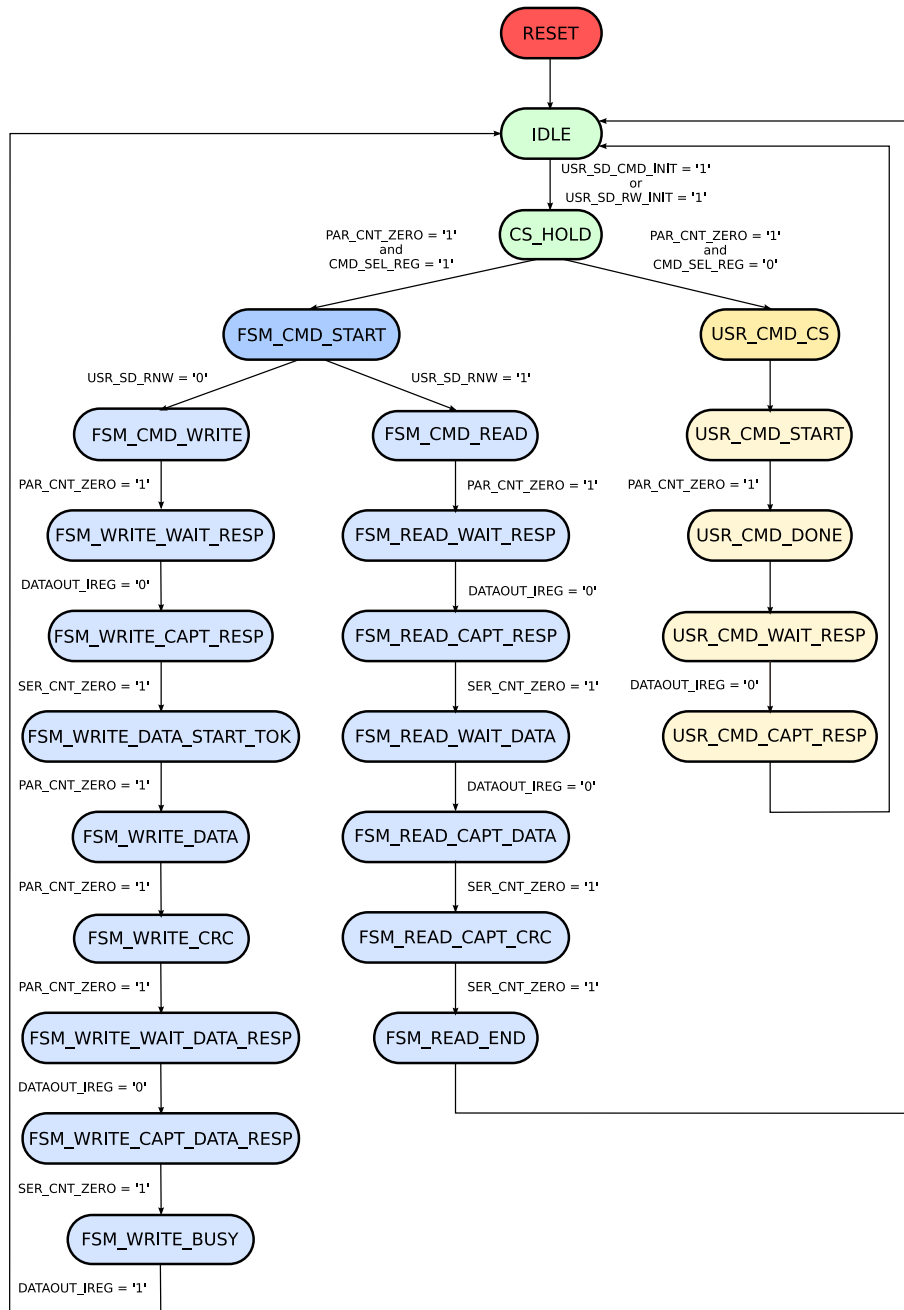 RESET
IDLE
USR_SD_CMD_INIT = '1'
or
USR_SD_RW_INIT = '1'
CS_HOLD
PAR_CNT_ZERO = '1'
and
CMD_SEL_REG = '1'
PAR_CNT_ZERO = '1'
and
CMD_SEL_REG = '0'
FSM_CMD_START
USR_CMD_CS
USR_SD_RNW = '0'
USR_SD_RNW = '1'
FSM_CMD_WRITE
FSM_CMD_READ
USR_CMD_START
PAR_CNT_ZERO = '1'
PAR_CNT_ZERO = '1'
PAR_CNT_ZERO = '1'
FSM_WRITE_WAIT_RESP
FSM_READ_WAIT_RESP
USR_CMD_DONE
DATAOUT_IREG = '0'
DATAOUT_IREG = '0'
FSM_WRITE_CAPT_RESP
FSM_READ_CAPT_RESP
USR_CMD_WAIT_RESP
SER_CNT_ZERO = '1'
SER_CNT_ZERO = '1'
DATAOUT_IREG = '0'
FSM_WRITE_DATA_START_TOK
FSM_READ_WAIT_DATA
USR_CMD_CAPT_RESP
PAR_CNT_ZERO = '1'
DATAOUT_IREG = '0'
FSM_WRITE_DATA
FSM_READ_CAPT_DATA
PAR_CNT_ZERO = '1'
SER_CNT_ZERO = '1'
FSM_WRITE_CRC
FSM_READ_CAPT_CRC
PAR_CNT_ZERO = '1'
SER_CNT_ZERO = '1'
FSM_WRITE_WAIT_DATA_RESP
FSM_READ_END
DATAOUT_IREG = '0'
FSM_WRITE_CAPT_DATA_RESP
SER_CNT_ZERO = '1'
FSM_WRITE_BUSY
DATAOUT_IREG = '1'